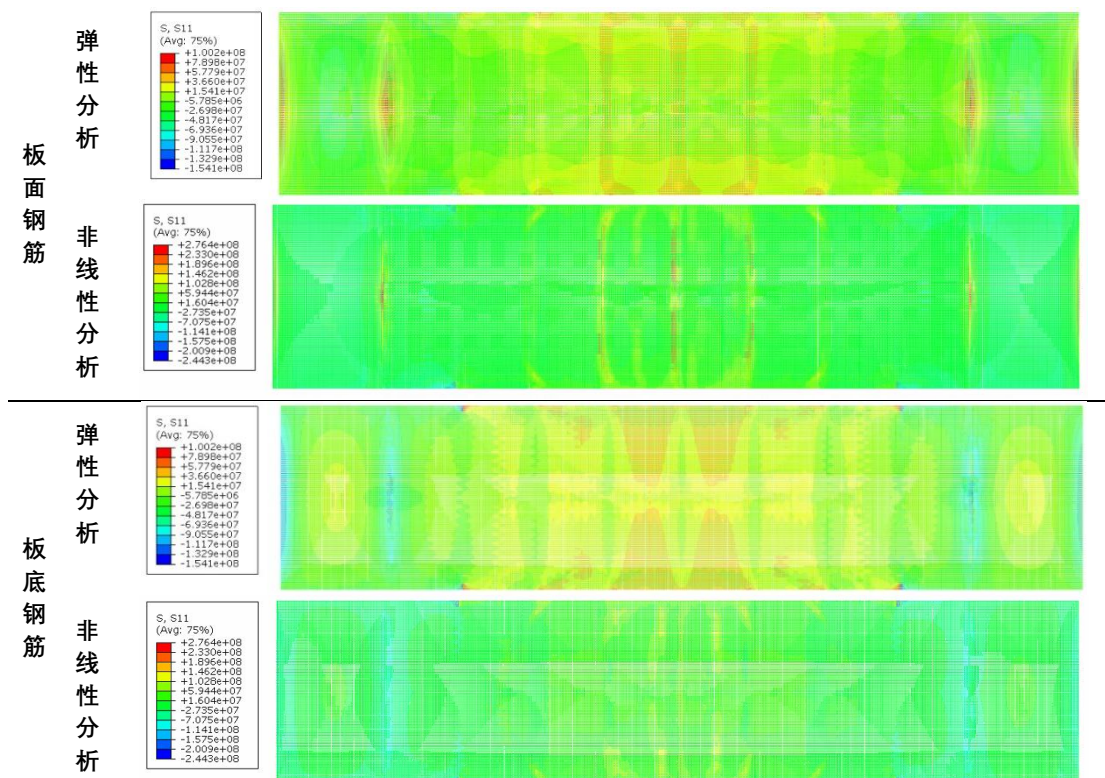 板面钢筋
弹性分析
S, S11
(Avg: 75%)
+1.002e+08
+7.898e+07
+5.779e+07
+3.660e+07
+1.541e+07
-5.785e+06
-2.698e+07
-4.817e+07
-6.936e+07
-9.055e+07
-1.117e+08
-1.329e+08
-1.541e+08
非线性分析
S, S11
(Avg: 75%)
+2.764e+08
+2.330e+08
+1.896e+08
+1.462e+08
+1.028e+08
+5.944e+07
+1.604e+07
-2.735e+07
-7.075e+07
-1.141e+08
-1.575e+08
-2.009e+08
-2.443e+08
板底钢筋
弹性分析
S, S11
(Avg: 75%)
+1.002e+08
+7.898e+07
+5.779e+07
+3.660e+07
+1.541e+07
-5.785e+06
-2.698e+07
-4.817e+07
-6.936e+07
-9.055e+07
-1.117e+08
-1.329e+08
-1.541e+08
非线性分析
S, S11
(Avg: 75%)
+2.764e+08
+2.330e+08
+1.896e+08
+1.462e+08
+1.028e+08
+5.944e+07
+1.604e+07
-2.735e+07
-7.075e+07
-1.141e+08
-1.575e+08
-2.009e+08
-2.443e+08